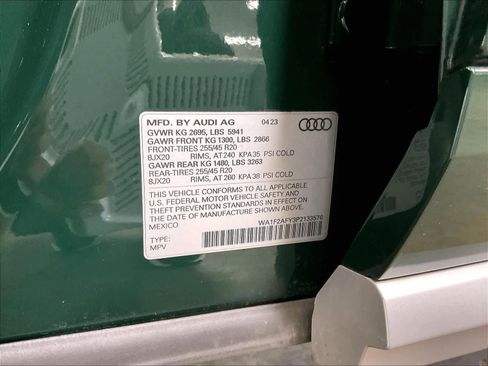 MFD. BY AUDI AG 04 23
GVWR KG 2695, LBS 5941
GAWR FRONT KG 1300, LBS 2866
FRONT-TIRES 255/45 R20
8JX20 RIMS, AT 240 KPA 35 PSI COLD
GAWR REAR KG 1480, LBS 3263
REAR-TIRES 255/45 R20
8JX20 RIMS, AT 260 KPA 38 PSI COLD
THIS VEHICLE CONFORMS TO ALL APPLICABLE
U.S. FEDERAL MOTOR VEHICLE SAFETY AND
THEFT PREVENTION STANDARDS IN EFFECT ON
THE DATE OF MANUFACTURE SHOWN ABOVE.
MEXICO
WA1F2AFY3P2133576
TYPE:
MPV